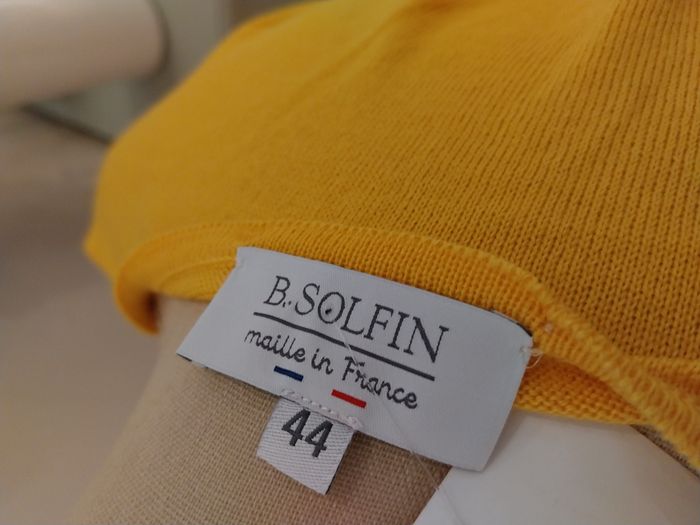 B. SOLFIN
maille in France
44